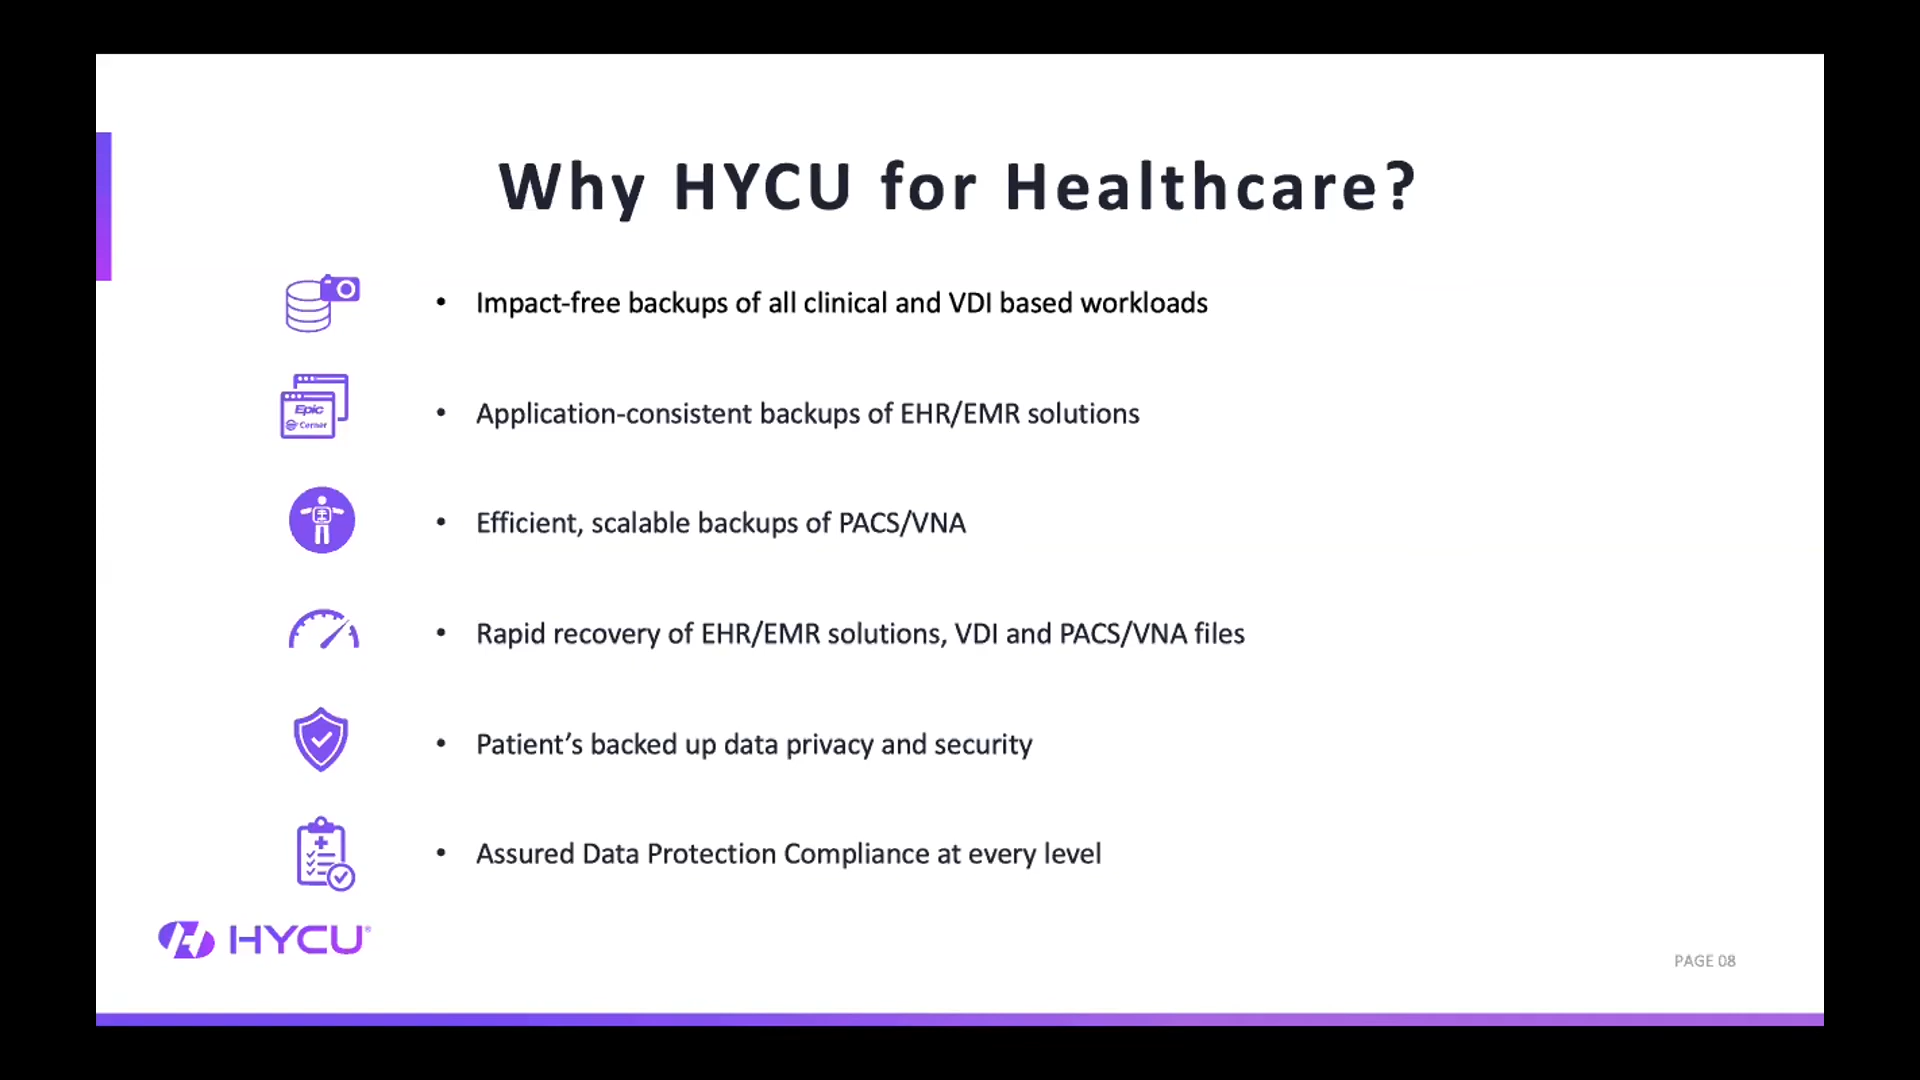 Why HYCU for Healthcare?
• Impact-free backups of all clinical and VDI based workloads
Epic
Cerner
• Application-consistent backups of EHR/EMR solutions
• Efficient, scalable backups of PACS/VNA
• Rapid recovery of EHR/EMR solutions, VDI and PACS/VNA files
• Patient’s backed up data privacy and security
• Assured Data Protection Compliance at every level
HYCU®
PAGE 08